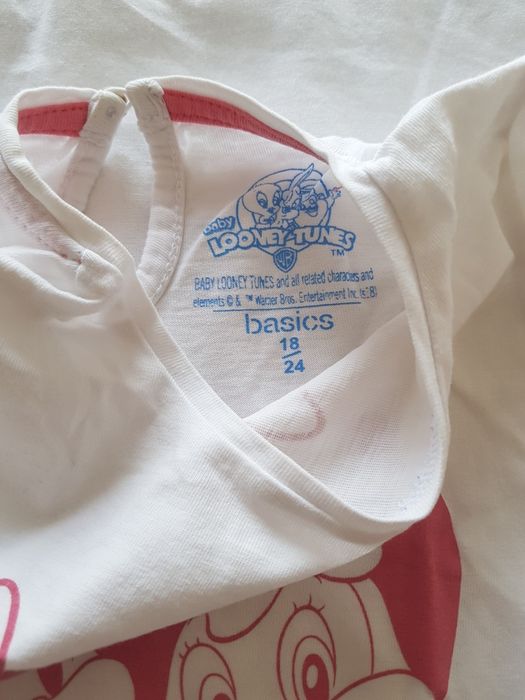 baby
LOONEY TUNES
TM
BABY LOONEY TUNES and all related characters and
elements © & ™ Warner Bros. Entertainment Inc.
basics
18
24